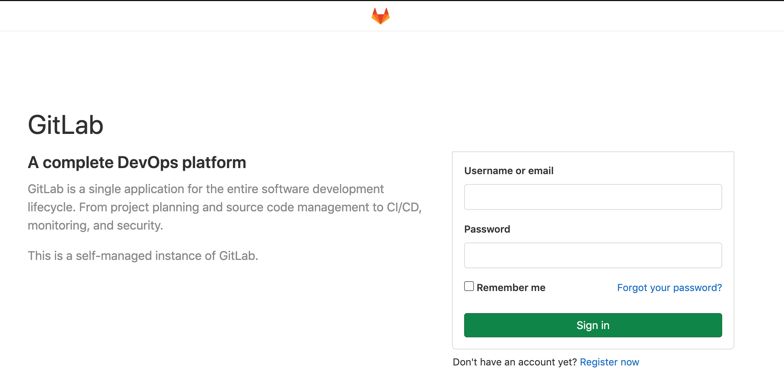 GitLab
A complete DevOps platform
GitLab is a single application for the entire software development
lifecycle. From project planning and source code management to CI/CD,
monitoring, and security.
This is a self-managed instance of GitLab.
Username or email
Password
Remember me
Forgot your password?
Sign in
Don't have an account yet? Register now